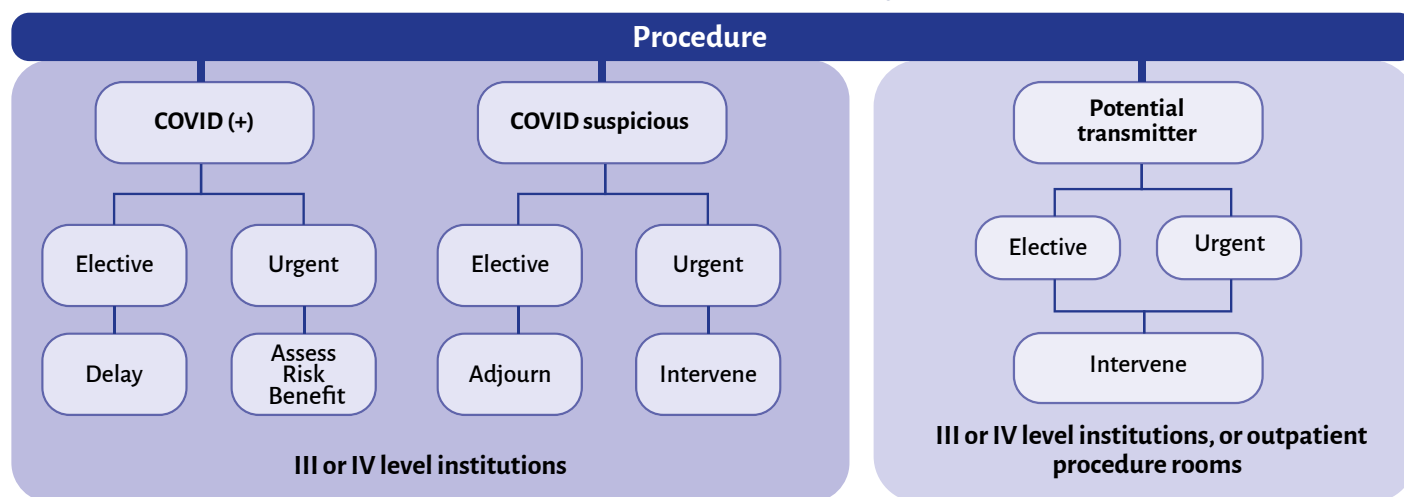 Procedure
COVID (+)
COVID suspicious
Potential
transmitter
Elective
Urgent
Elective
Urgent
Elective
Urgent
Delay
Assess
Risk
Benefit
Adjourn
Intervene
Intervene
III or IV level institutions
III or IV level institutions, or outpatient
procedure rooms